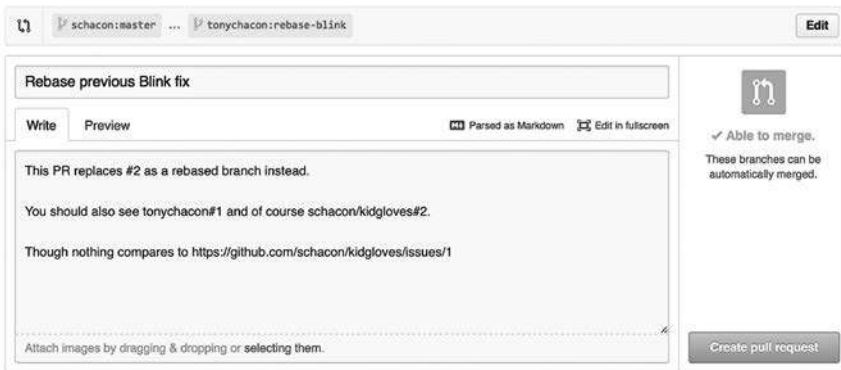 schacon:master ... tonychacon:rebase-blink Edit
Rebase previous Blink fix
Write Preview Parsed as Markdown Edit in fullscreen
This PR replaces #2 as a rebased branch instead.
You should also see tonychacon#1 and of course schacon/kidgloves#2.
Though nothing compares to https://github.com/schacon/kidgloves/issues/1
Attach images by dragging & dropping or selecting them.
✓ Able to merge.
These branches can be
automatically merged.
Create pull request